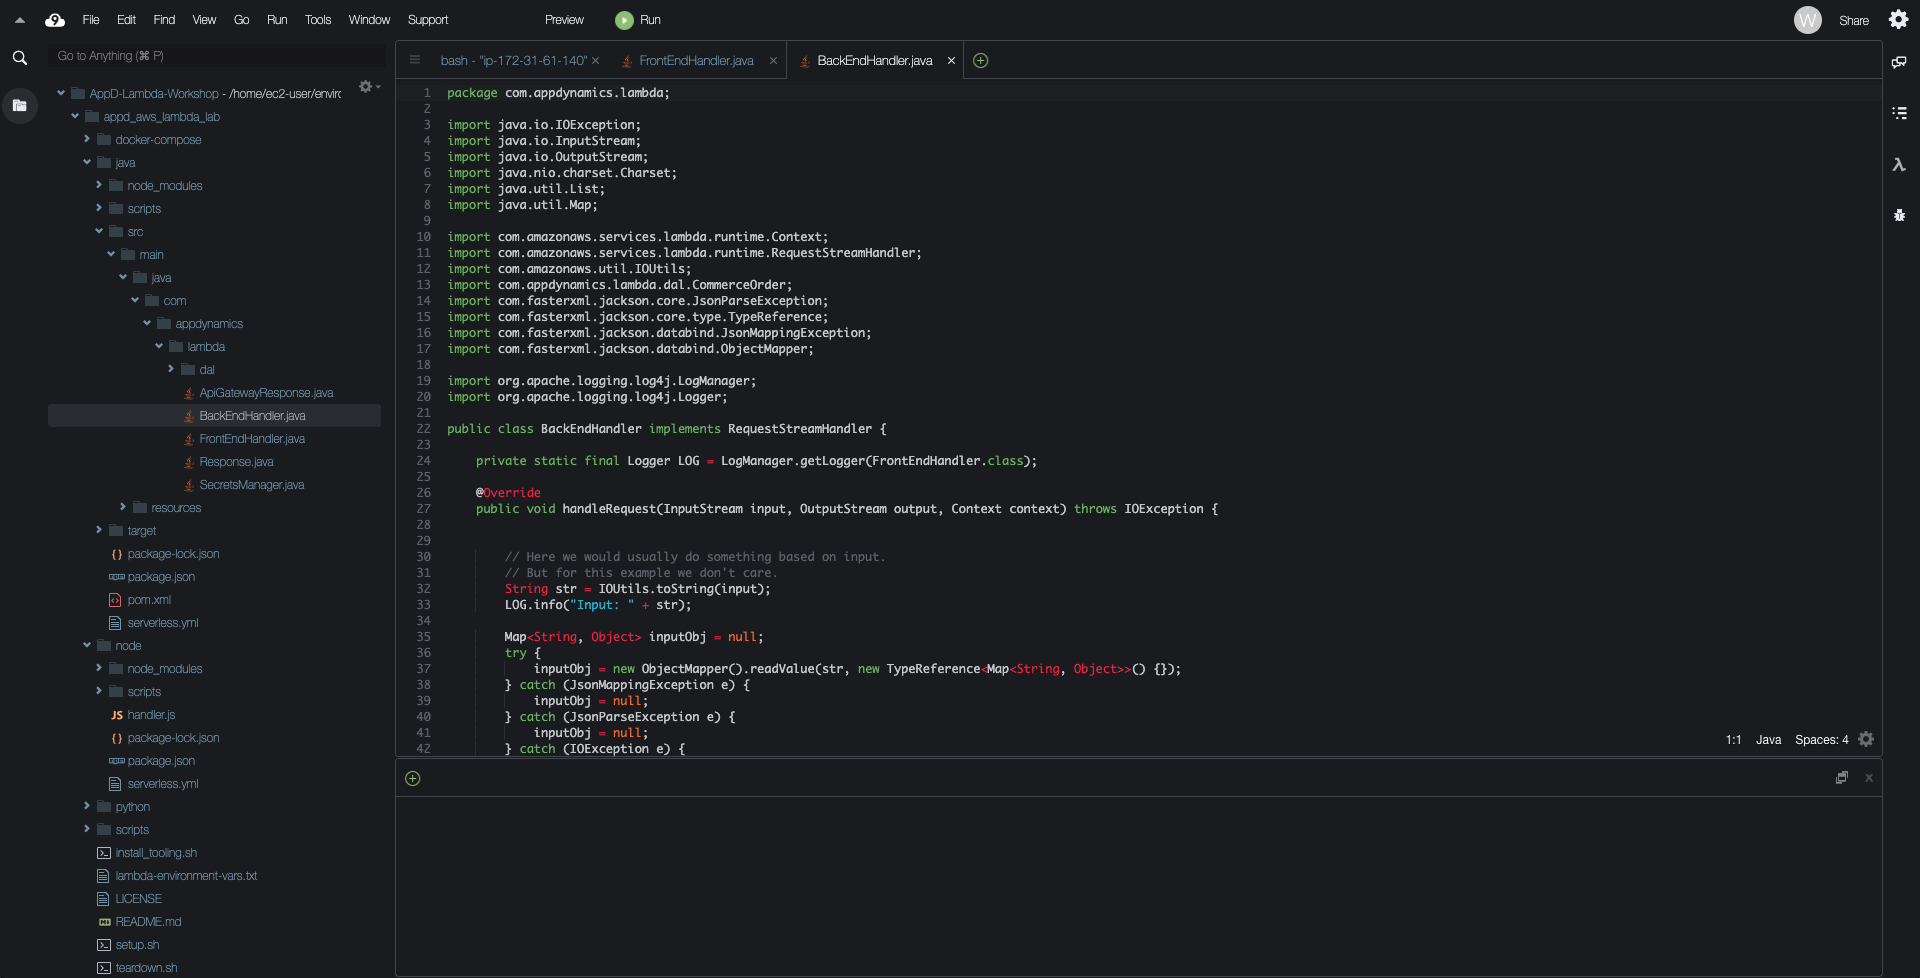 File Edit Find View Go Run Tools Window Support Preview Run W Share
Go to Anything (⌘ P)
AppD-Lambda-Workshop - /home/ec2-user/envir
appd_aws_lambda_lab
docker-compose
java
node_modules
scripts
src
main
java
com
appdynamics
lambda
dal
ApiGatewayResponse.java
BackEndHandler.java
FrontEndHandler.java
Response.java
SecretsManager.java
resources
target
package-lock.json
package.json
pom.xml
serverless.yml
node
node_modules
scripts
JS handler.js
package-lock.json
package.json
serverless.yml
python
scripts
install_tooling.sh
lambda-environment-vars.txt
LICENSE
README.md
setup.sh
teardown.sh
bash - "ip-172-31-61-140" FrontEndHandler.java BackEndHandler.java
1 package com.appdynamics.lambda;
2
3 import java.io.IOException;
4 import java.io.InputStream;
5 import java.io.OutputStream;
6 import java.nio.charset.Charset;
7 import java.util.List;
8 import java.util.Map;
9
10 import com.amazonaws.services.lambda.runtime.Context;
11 import com.amazonaws.services.lambda.runtime.RequestStreamHandler;
12 import com.amazonaws.util.IOUtils;
13 import com.appdynamics.lambda.dal.CommerceOrder;
14 import com.fasterxml.jackson.core.JsonParseException;
15 import com.fasterxml.jackson.core.type.TypeReference;
16 import com.fasterxml.jackson.databind.JsonMappingException;
17 import com.fasterxml.jackson.databind.ObjectMapper;
18
19 import org.apache.logging.log4j.LogManager;
20 import org.apache.logging.log4j.Logger;
21
22 public class BackEndHandler implements RequestStreamHandler {
23
24 private static final Logger LOG = LogManager.getLogger(FrontEndHandler.class);
25
26 @Override
27 public void handleRequest(InputStream input, OutputStream output, Context context) throws IOException {
28
29
30 // Here we would usually do something based on input.
31 // But for this example we don't care.
32 String str = IOUtils.toString(input);
33 LOG.info("Input: " + str);
34
35 Map<String, Object> inputObj = null;
36 try {
37 inputObj = new ObjectMapper().readValue(str, new TypeReference<Map<String, Object>>() {});
38 } catch (JsonMappingException e) {
39 inputObj = null;
40 } catch (JsonParseException e) {
41 inputObj = null;
42 } catch (IOException e) {
1:1 Java Spaces: 4